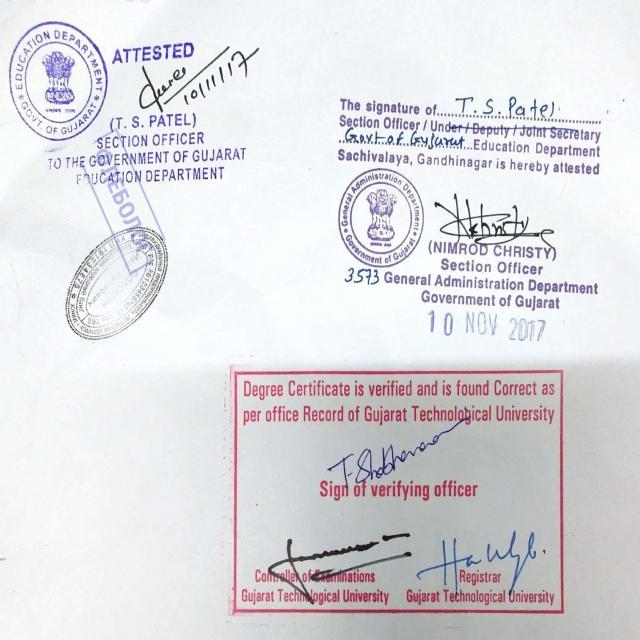 EDUCATION DEPARTMENT
GOVT. OF GUJARAT
ATTESTED
10/11/17
(T. S. PATEL)
SECTION OFFICER
TO THE GOVERNMENT OF GUJARAT
EDUCATION DEPARTMENT
The signature of T. S. Patel
Section Officer / Under / Deputy / Joint Secretary
Govt of Gujarat Education Department
Sachivalaya, Gandhinagar is hereby attested
General Administration Department
Government of Gujarat
(NIMROD CHRISTY)
Section Officer
3573 General Administration Department
Government of Gujarat
10 NOV 2017
Degree Certificate is verified and is found Correct as
per office Record of Gujarat Technological University
Sign of verifying officer
Controller of Examinations
Gujarat Technological University
Registrar
Gujarat Technological University